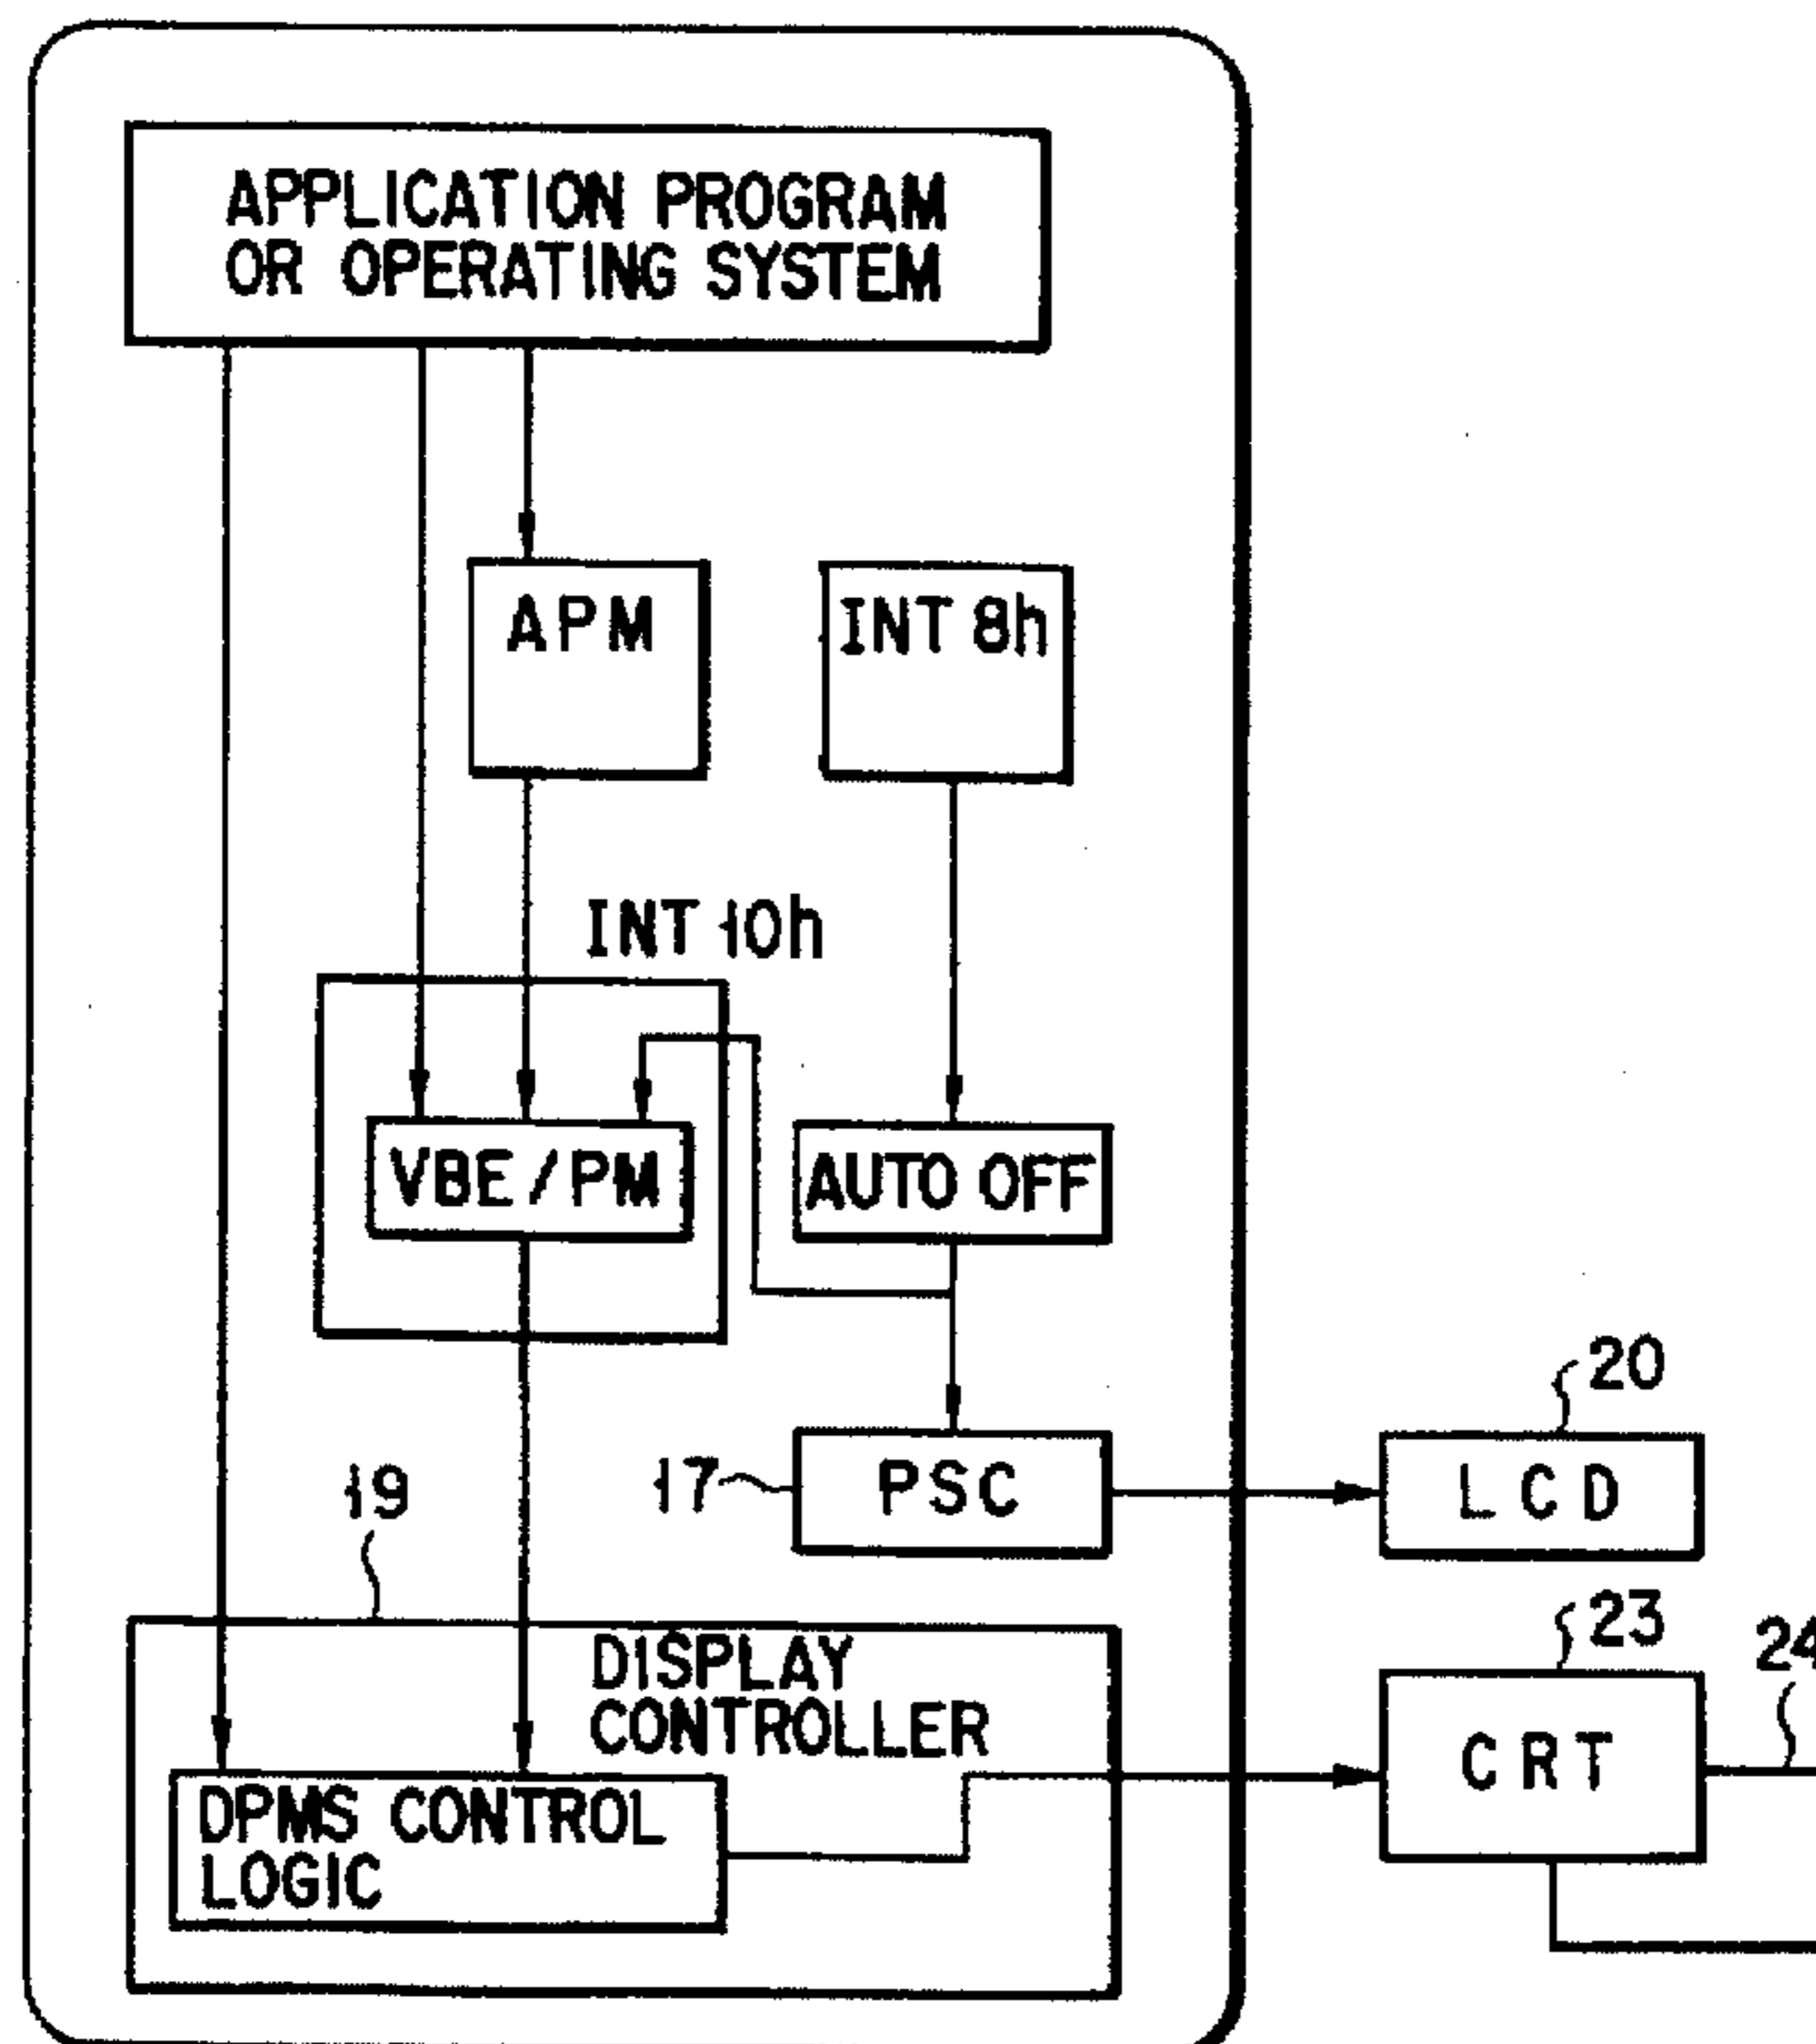 APPLICATION PROGRAM
OR OPERATING SYSTEM
APM
INT 8h
INT 10h
VBE/PM
AUTO OFF
20
19
17
PSC
LCD
23
24
DISPLAY
CONTROLLER
CRT
DPMS CONTROL
LOGIC